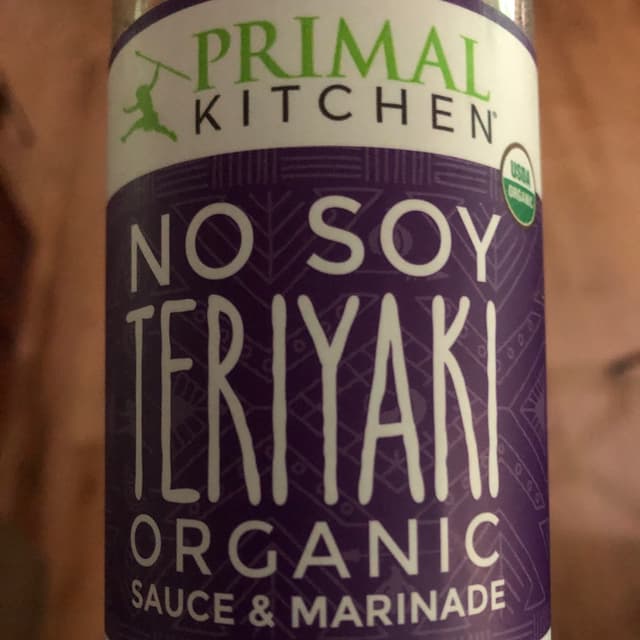 PRIMAL
KITCHEN®
USDA
ORGANIC
NO SOY
TERIYAKI
ORGANIC
SAUCE & MARINADE